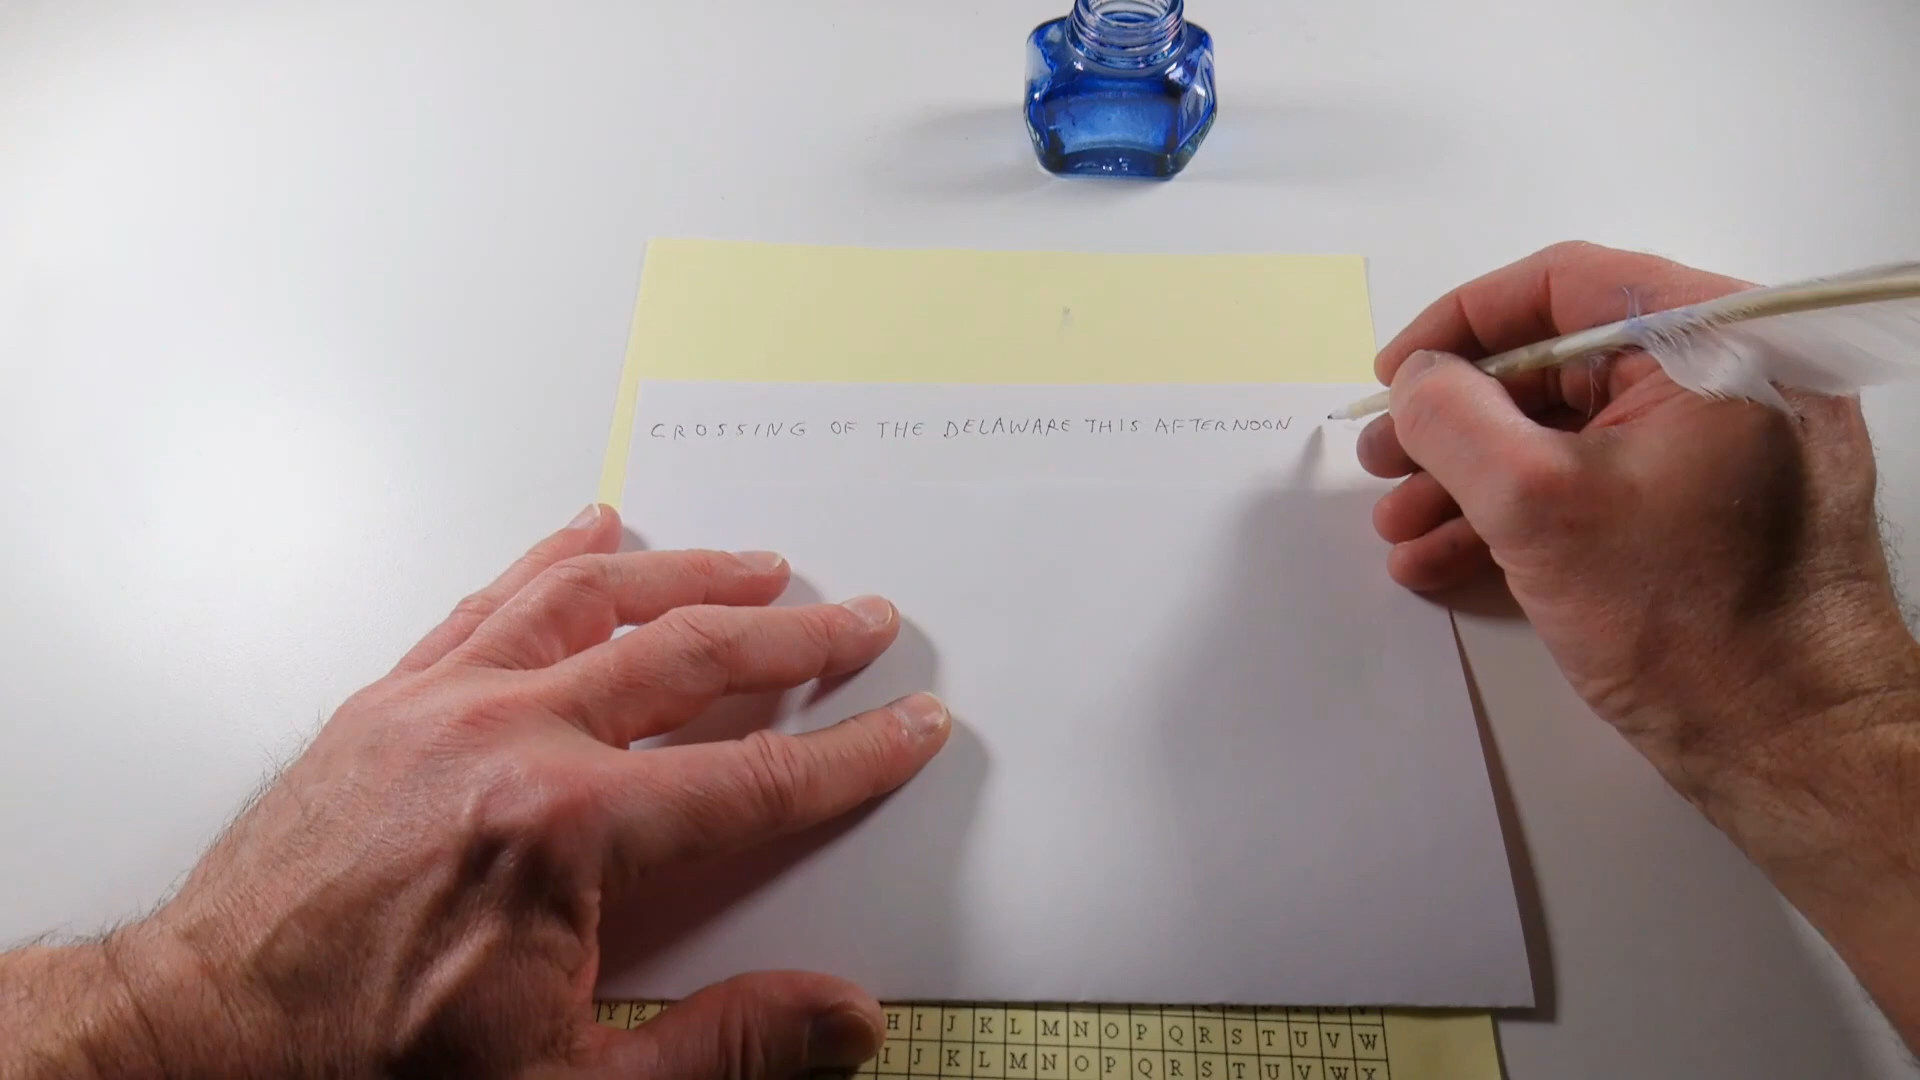 CROSSING OF THE DELAWARE THIS AFTERNOON
Y Z H I J K L M N O P Q R S T U V W
I J K L M N O P Q R S T U V W X